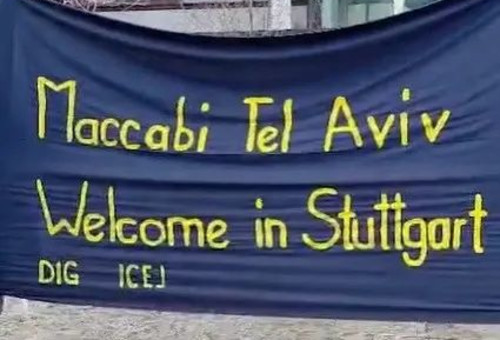 Maccabi Tel Aviv
Welcome in Stuttgart
DIG ICEJ